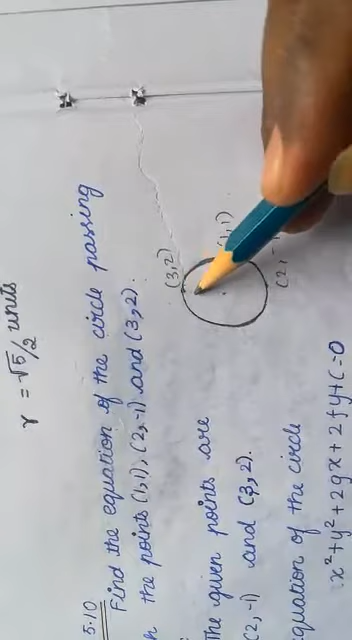 r = √5/2 units
5.10
Find the equation of the circle passing
the points (1,1), (2,-1) and (3,2).
the given points are
(2,-1) and (3,2).
equation of the circle
x²+y²+2gx+2fy+c=0
(3,2)
(1,1)